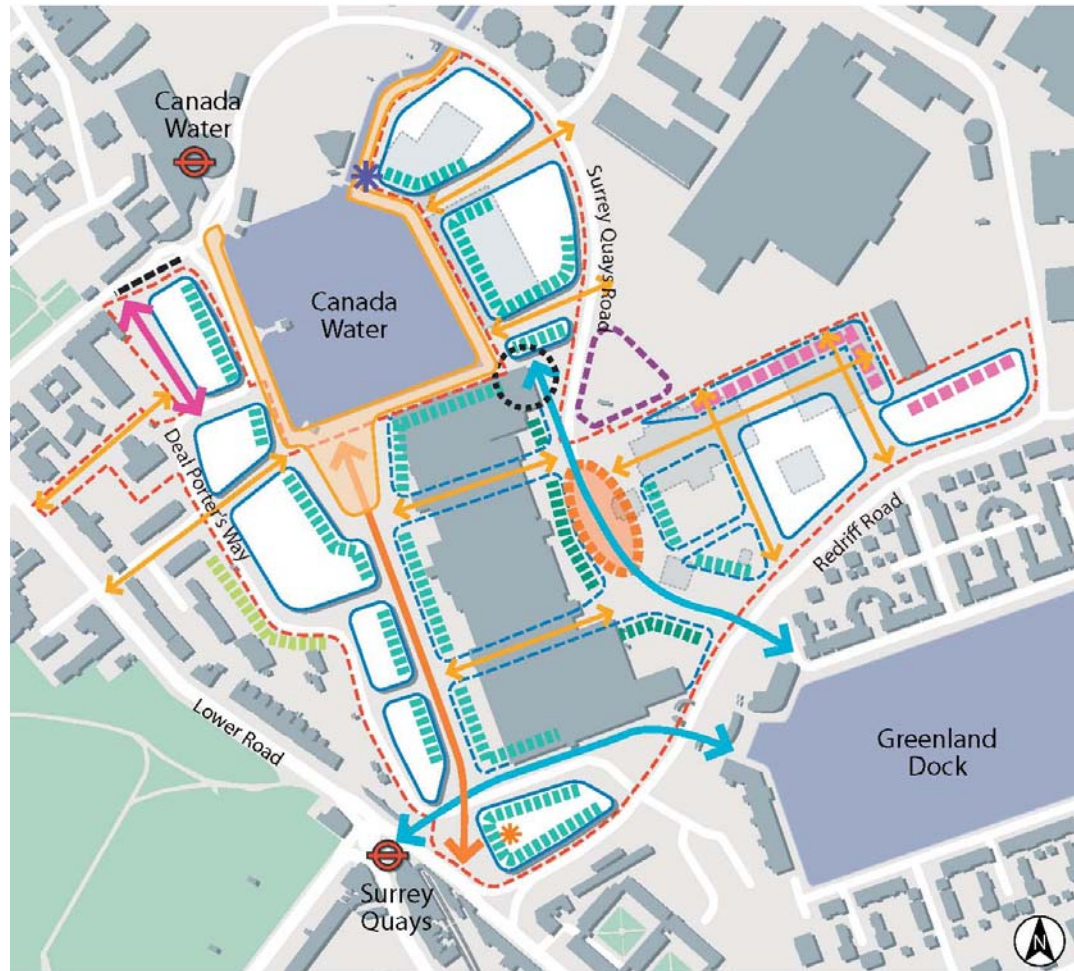 Canada
Water
Surrey Quays Road
Canada
Water
Deal Porter's Way
Redriff Road
Lower Road
Greenland
Dock
Surrey
Quays
N